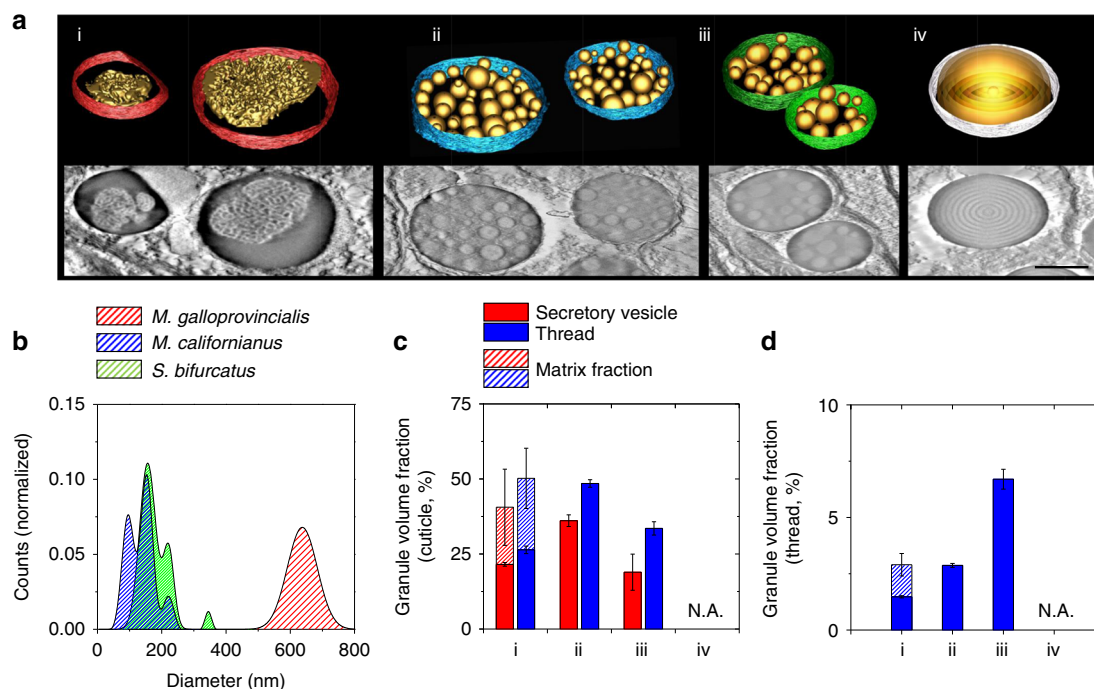 a
i
ii
iii
iv
b
M. galloprovincialis
M. californianus
S. bifurcatus
Counts (normalized)
0.15
0.10
0.05
0.00
0 200 400 600 800
Diameter (nm)
c
Secretory vesicle
Thread
Matrix fraction
Granule volume fraction
(cuticle, %)
75
50
25
0
N.A.
i ii iii iv
d
Granule volume fraction
(thread, %)
10
5
0
N.A.
i ii iii iv